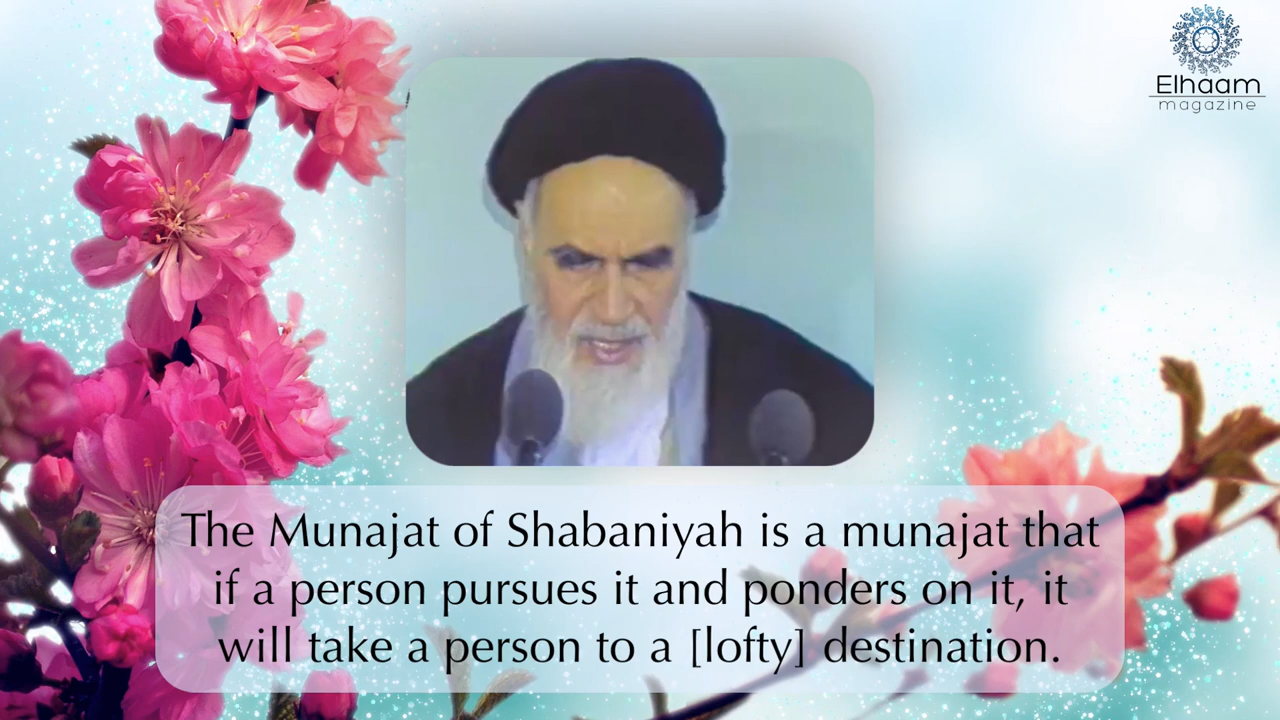 Elhaam
magazine
The Munajat of Shabaniyah is a munajat that
if a person pursues it and ponders on it, it
will take a person to a [lofty] destination.